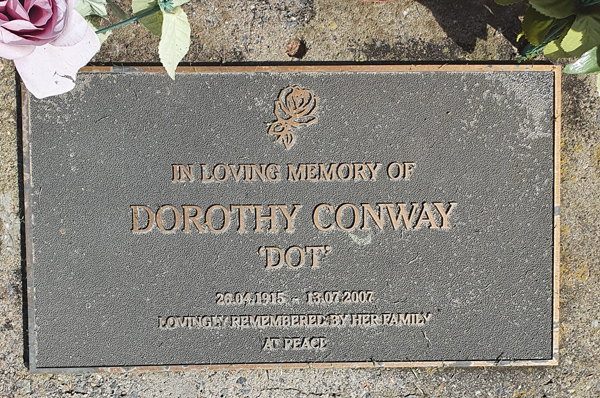 IN LOVING MEMORY OF
DOROTHY CONWAY
'DOT'
26.04.1915 - 13.07.2007
LOVINGLY REMEMBERED BY HER FAMILY
AT PEACE